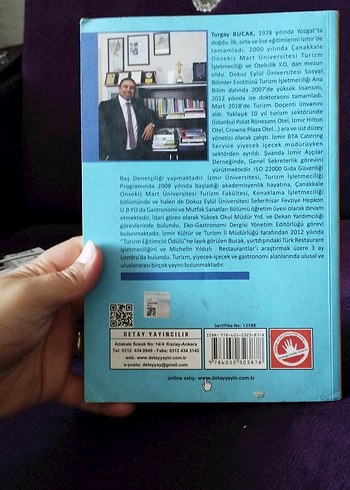 Turgay BUCAK, 1978 yılında Yozgat'ta
doğdu. İlk, orta ve lise eğitimlerini İzmir'de
tamamladı. 2000 yılında Çanakkale
Onsekiz Mart Üniversitesi Turizm
İşletmeciliği ve Otelcilik Y.O, dan mezun
oldu. Dokuz Eylül Üniversitesi Sosyal
Bilimler Enstitüsü Turizm İşletmeciliği Ana
Bilim dalında 2007'de yüksek lisansını,
2012 yılında ise doktorasını tamamladı.
Mart 2018'de Turizm Docenti ünvanını
aldı. Yaklaşık 10 yıl turizm sektöründe
(İstanbul Polat Rönesans Otel, İzmir Hilton
Otel, Crowne Plaza Otel...) ara ve üst düzey
yönetici olarak çalıştı. İzmir BTA Catering
Service yiyecek içecek müdürüyken
sektörden ayrıldı. Şuanda İzmir Aşçılar
Derneğinde, Genel Sekreterlik görevini
yürütmektedir. ISO 22000 Gıda Güvenliği
Baş Denetçiliği yapmaktadır. İzmir Üniversitesi, Turizm İşletmeciliği
Programında 2008 yılında başladığı akademisyenlik hayatına, Çanakkale
Onsekiz Mart Üniversitesi Turizm Fakültesi, Konaklama İşletmeciliği
bölümünde ve halen de Dokuz Eylül Üniversitesi Seferihisar Fevziye Hepkon
U.B.YO da Gastronomi ve Mutfak Sanatları Bölümü öğretim üyesi olarak devam
etmektedir. İdari görev olarak Yüksek Okul Müdür Yrd. ve Dekan Yardımcılığı
görevlerinde bulundu. Eko-Gastronomi Dergisi Yönetim Editörlüğü görevi
bulunmaktadır. İzmir Kültür ve Turizm İl Müdürlüğü tarafından 2012 yılında
"Turizm Eğitimcisi Ödülü"ne layık görülen Bucak, yurtdışındaki Türk Restaurant
işletmeciliğini ve Michelin Yıldızlı Restaurantlar'ı araştırmak üzere 3 ay
Londra'da bulundu. Turizm, yiyecek-içecek ve gastronomi alanlarında ulusal ve
uluslararası birçok yayını bulunmaktadır.
Sertifika No: 13188
DETAY YAYINCILIK
Adakale Sokak No: 14/4 Kızılay-Ankara
Tel: 0312. 434 0949 · Faks: 0312 434 3142
web: www.detayyayin.com.tr
e-posta: detayyay@gmail.com
online satış: www.detayyayin.com.tr